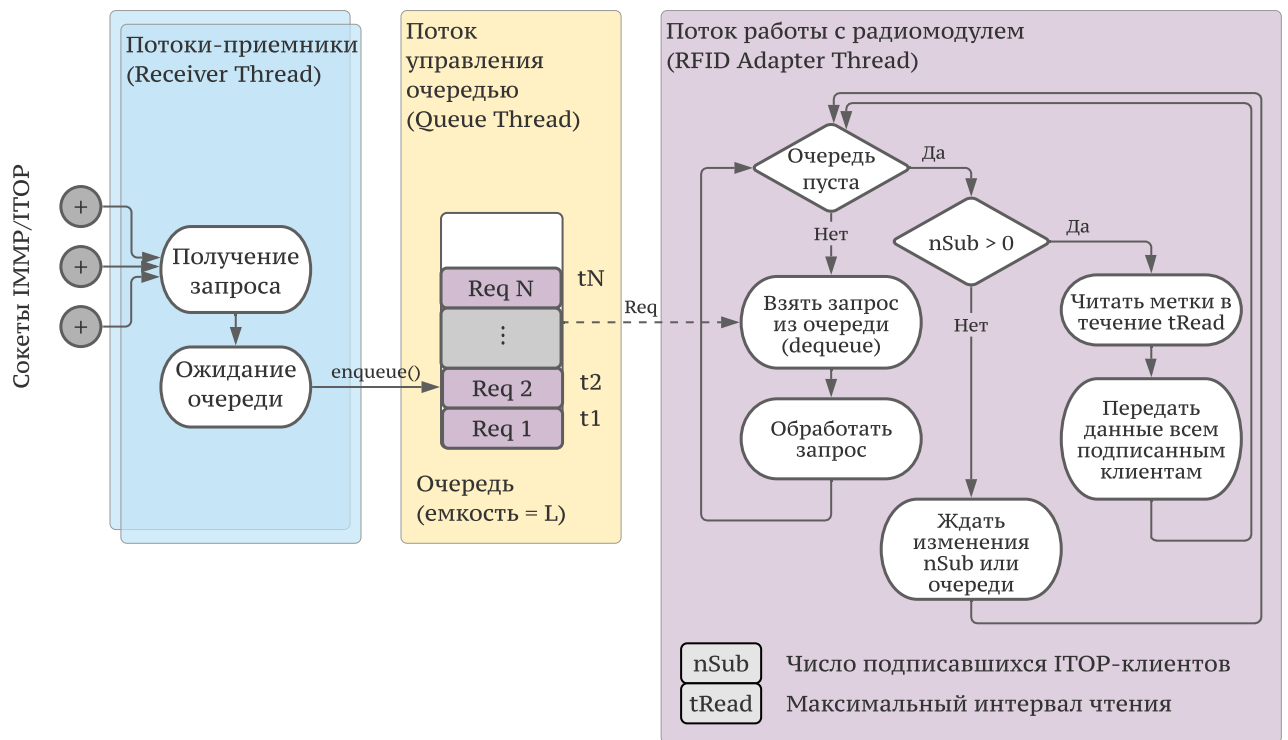 Сокеты IMMP/ITOP
Потоки-приемники
(Receiver Thread)
+
+
+
Получение
запроса
Ожидание
очереди
enqueue()
Поток
управления
очередью
(Queue Thread)
Req N
tN
⋮
Req 2
t2
Req 1
t1
Очередь
(емкость = L)
Req
Поток работы с радиомодулем
(RFID Adapter Thread)
Очередь
пуста
Да
Нет
nSub > 0
Да
Нет
Взять запрос
из очереди
(dequeue)
Обработать
запрос
Читать метки в
течение tRead
Передать
данные всем
подписанным
клиентам
Ждать
изменения
nSub или
очереди
nSub
Число подписавшихся ITOP-клиентов
tRead
Максимальный интервал чтения